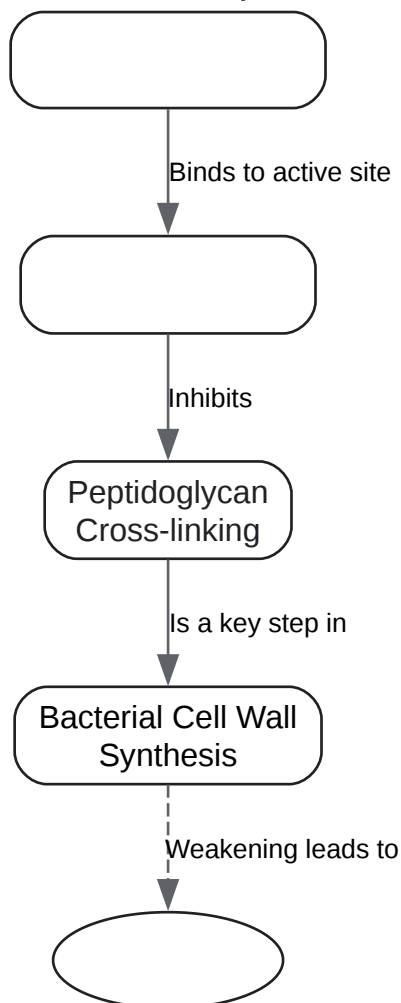 Binds to active site
Inhibits
Peptidoglycan
Cross-linking
Is a key step in
Bacterial Cell Wall
Synthesis
Weakening leads to